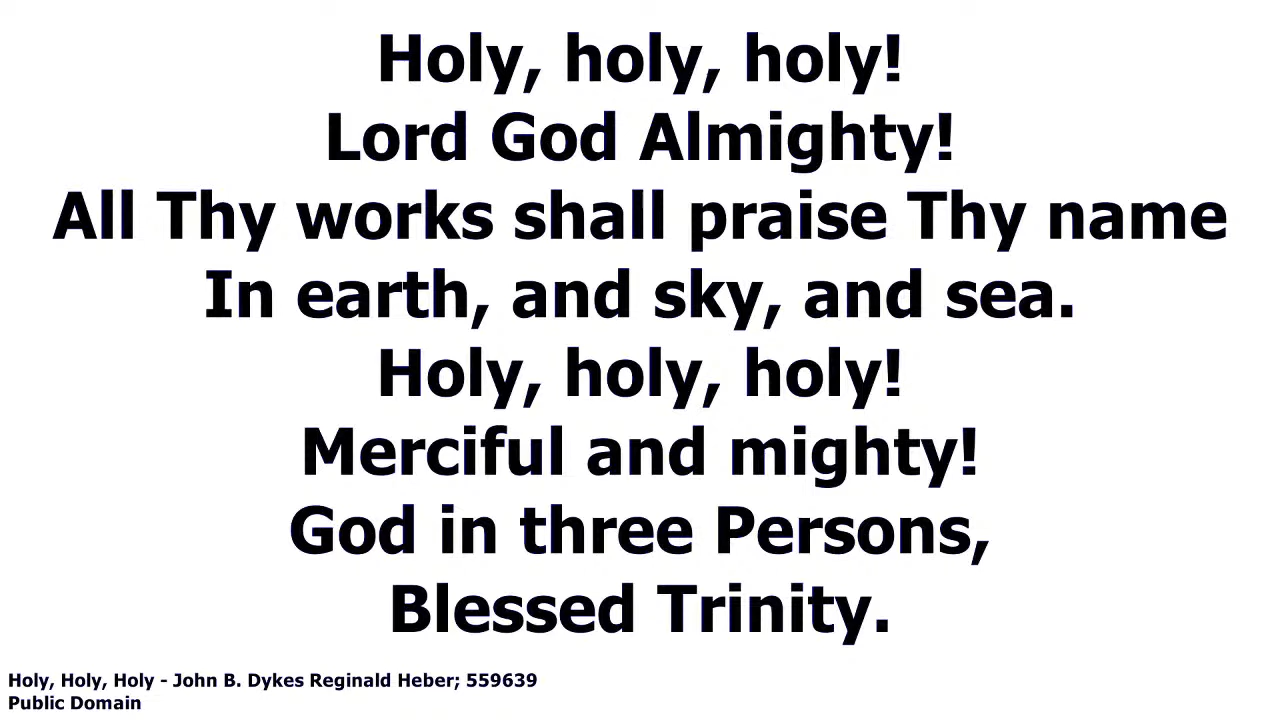 Holy, holy, holy!
Lord God Almighty!
All Thy works shall praise Thy name
In earth, and sky, and sea.
Holy, holy, holy!
Merciful and mighty!
God in three Persons,
Blessed Trinity.
Holy, Holy, Holy - John B. Dykes Reginald Heber; 559639
Public Domain